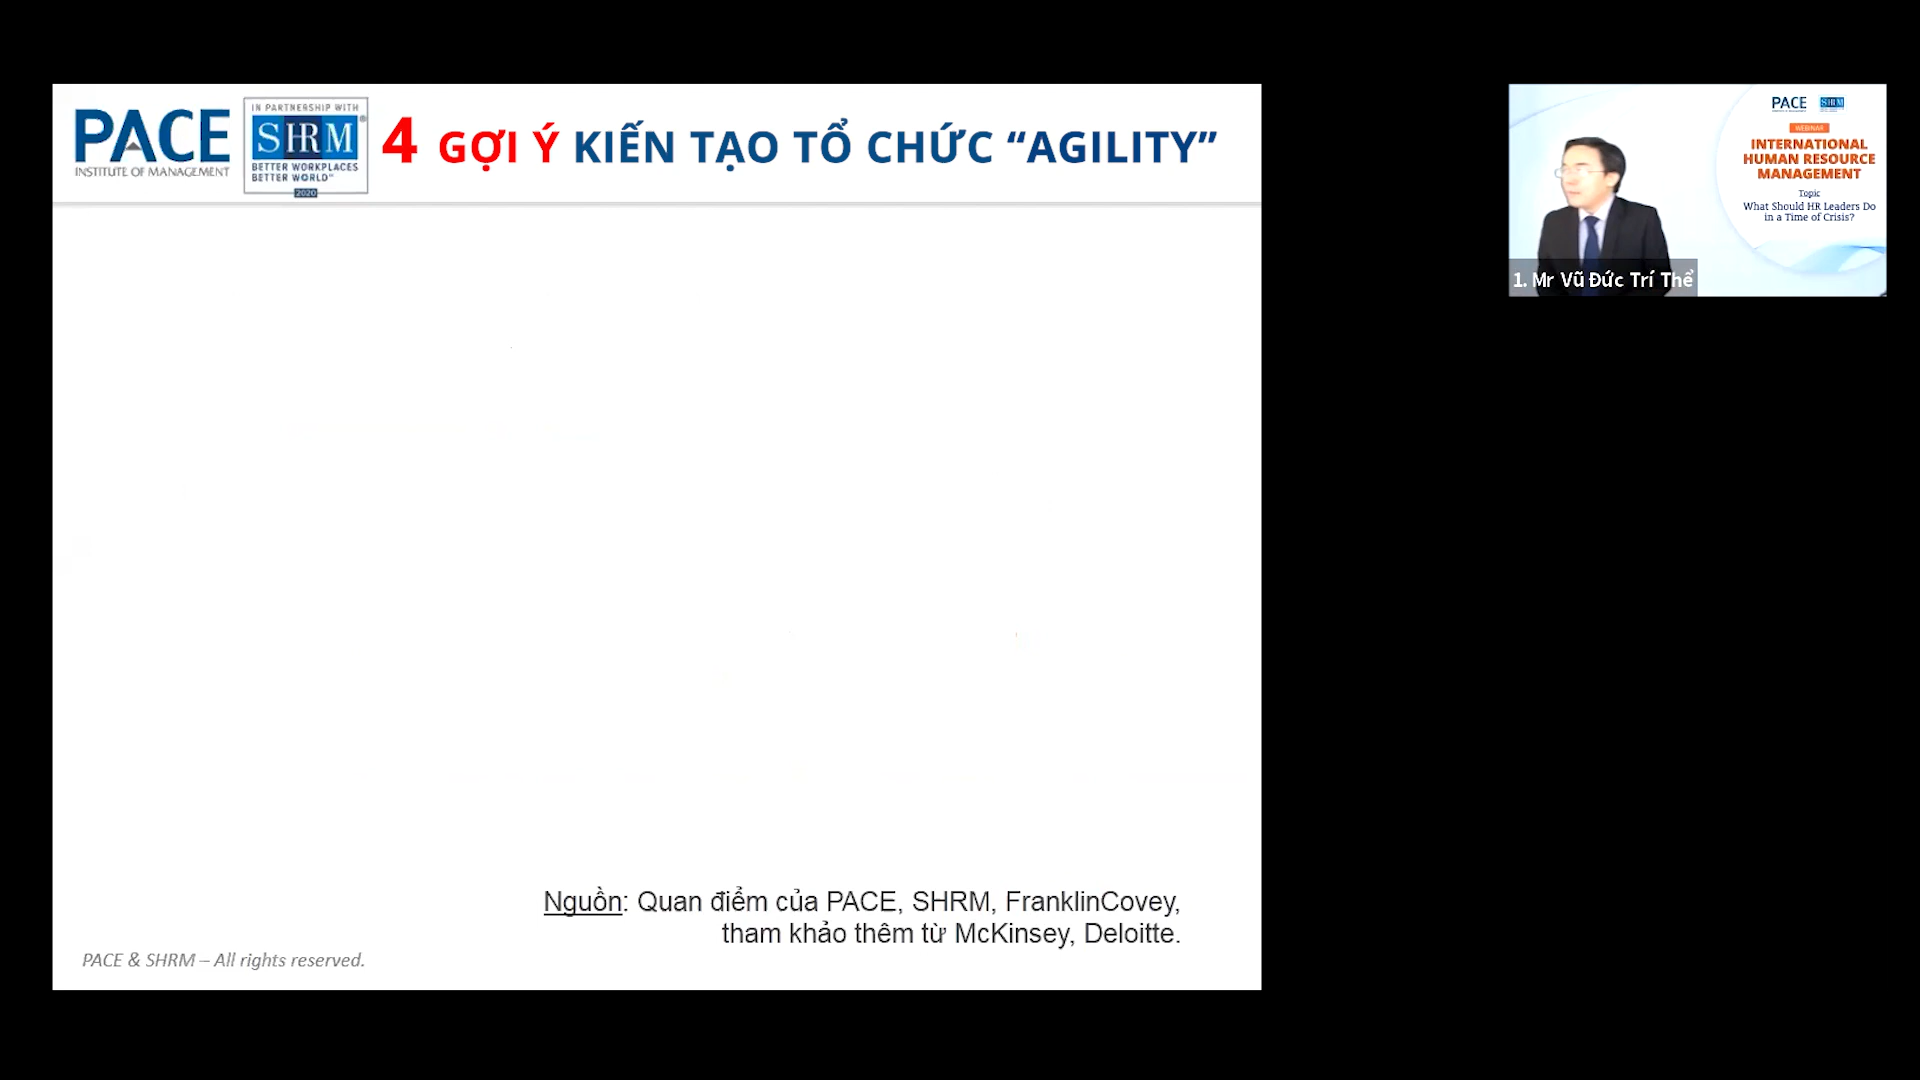 PACE
INSTITUTE OF MANAGEMENT
IN PARTNERSHIP WITH
SHRM®
BETTER WORKPLACES
BETTER WORLD™
2020
4 GỢI Ý KIẾN TẠO TỔ CHỨC “AGILITY”
Nguồn: Quan điểm của PACE, SHRM, FranklinCovey,
tham khảo thêm từ McKinsey, Deloitte.
PACE & SHRM – All rights reserved.
PACE SHRM
WEBINAR
INTERNATIONAL
HUMAN RESOURCE
MANAGEMENT
Topic
What Should HR Leaders Do
in a Time of Crisis?
1. Mr Vũ Đức Trí Thể